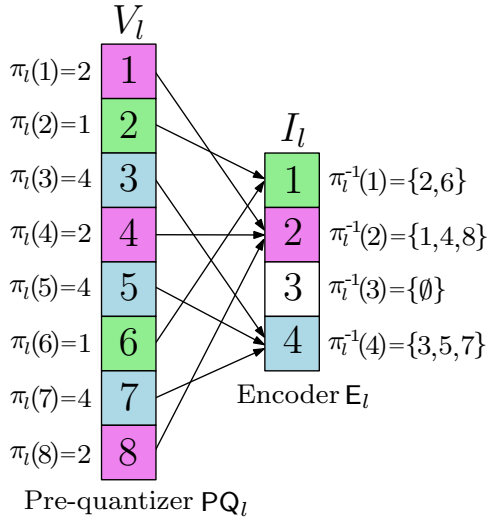 V_l
π_l(1)=2 1
π_l(2)=1 2
π_l(3)=4 3
π_l(4)=2 4
π_l(5)=4 5
π_l(6)=1 6
π_l(7)=4 7
π_l(8)=2 8
Pre-quantizer PQ_l
I_l
1 π_l^-1(1)={2,6}
2 π_l^-1(2)={1,4,8}
3 π_l^-1(3)={∅}
4 π_l^-1(4)={3,5,7}
Encoder E_l